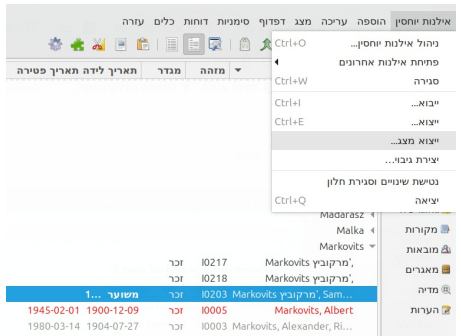 אילנות יוחסין הוספה עריכה מצג דפדוף סימניות דוחות כלים עזרה
ניהול אילנות יוחסין... Ctrl+O
פתיחת אילנות אחרונים
סגירה Ctrl+W
ייבוא... Ctrl+I
ייצוא... Ctrl+E
ייצוא מצג...
יצירת גיבוי...
נטישת שינויים וסגירת חלון
יציאה Ctrl+Q
מזהה מגדר תאריך לידה תאריך פטירה
Madarasz
Malka
Markovits
מקורות
מובאות
מאגרים
מדיה
הערות
Markovits מרקוביץ', I0217 זכר
Markovits מרקוביץ', I0218 זכר
Markovits מרקוביץ', Sam... I0203 זכר משוער 1...
Markovits, Albert I0005 זכר 1900-12-09 1945-02-01
Markovits, Alexander, Ri... I0003 זכר 1904-07-27 1980-03-14